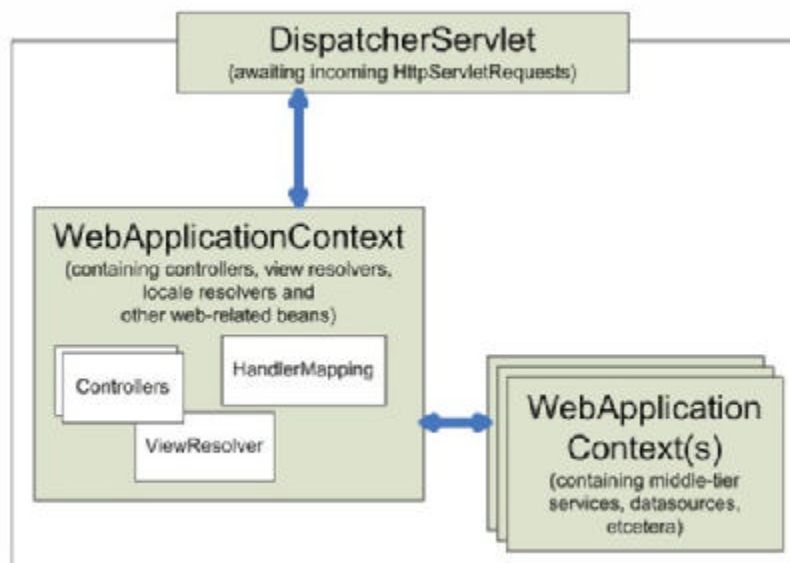 DispatcherServlet
(awaiting incoming HttpServletRequests)
WebApplicationContext
(containing controllers, view resolvers,
locale resolvers and
other web-related beans)
Controllers
HandlerMapping
ViewResolver
WebApplication
Context(s)
(containing middle-tier
services, datasources,
etcetera)